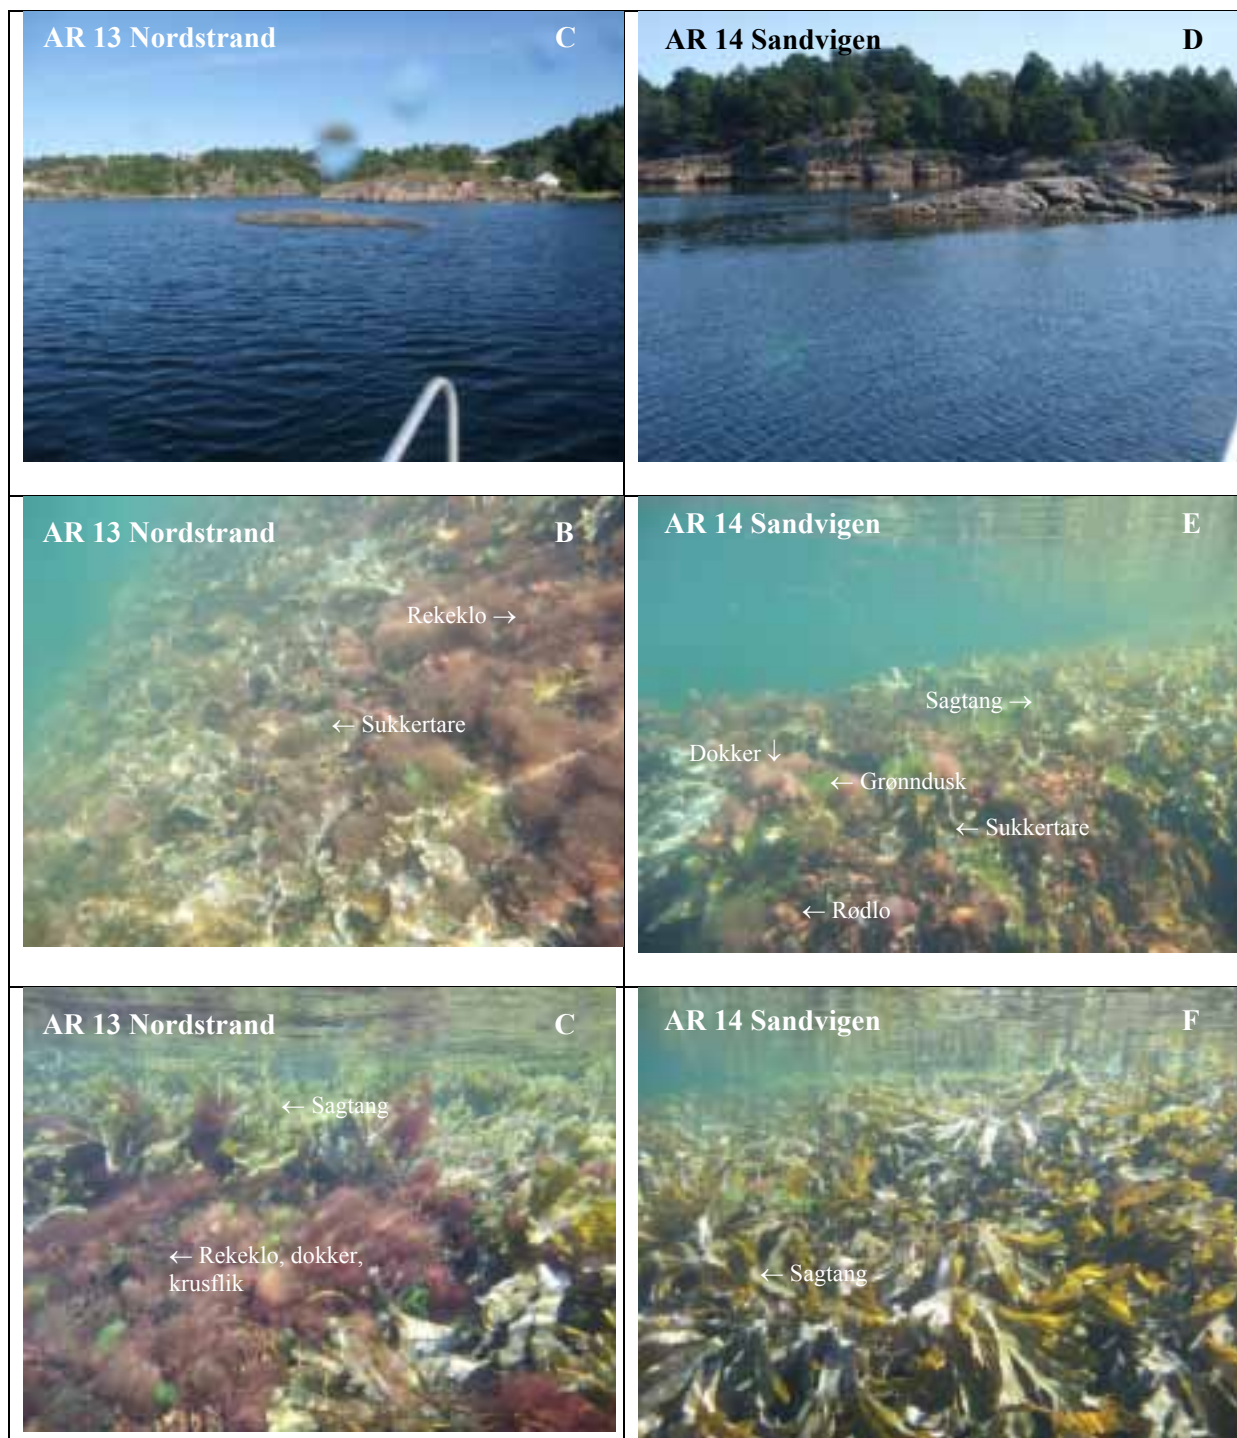 AR 13 Nordstrand C
AR 14 Sandvigen D
AR 13 Nordstrand B
Rekeklo →
← Sukkertare
AR 14 Sandvigen E
Sagtang →
Dokker ↓
← Grønndusk
← Sukkertare
← Rødlo
AR 13 Nordstrand C
← Sagtang
← Rekeklo, dokker,
krusflik
AR 14 Sandvigen F
← Sagtang